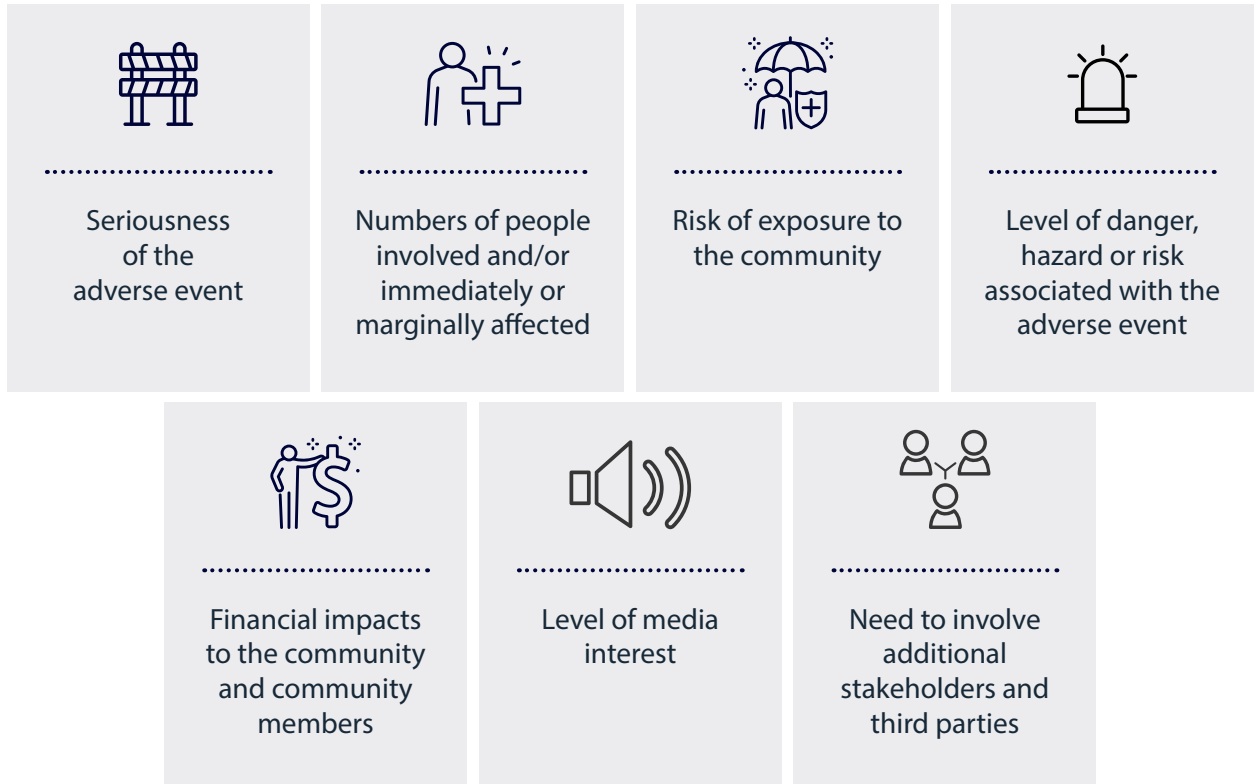 Seriousness
of the
adverse event
Numbers of people
involved and/or
immediately or
marginally affected
Risk of exposure to
the community
Level of danger,
hazard or risk
associated with the
adverse event
Financial impacts
to the community
and community
members
Level of media
interest
Need to involve
additional
stakeholders and
third parties